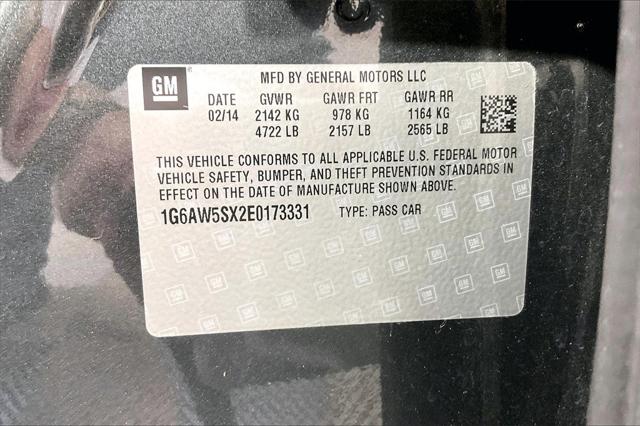 GM
MFD BY GENERAL MOTORS LLC
DATE GVWR GAWR FRT GAWR RR
02/14 2142 KG 978 KG 1164 KG
4722 LB 2157 LB 2565 LB
THIS VEHICLE CONFORMS TO ALL APPLICABLE U.S. FEDERAL MOTOR
VEHICLE SAFETY, BUMPER, AND THEFT PREVENTION STANDARDS IN
EFFECT ON THE DATE OF MANUFACTURE SHOWN ABOVE.
1G6AW5SX2E0173331 TYPE: PASS CAR